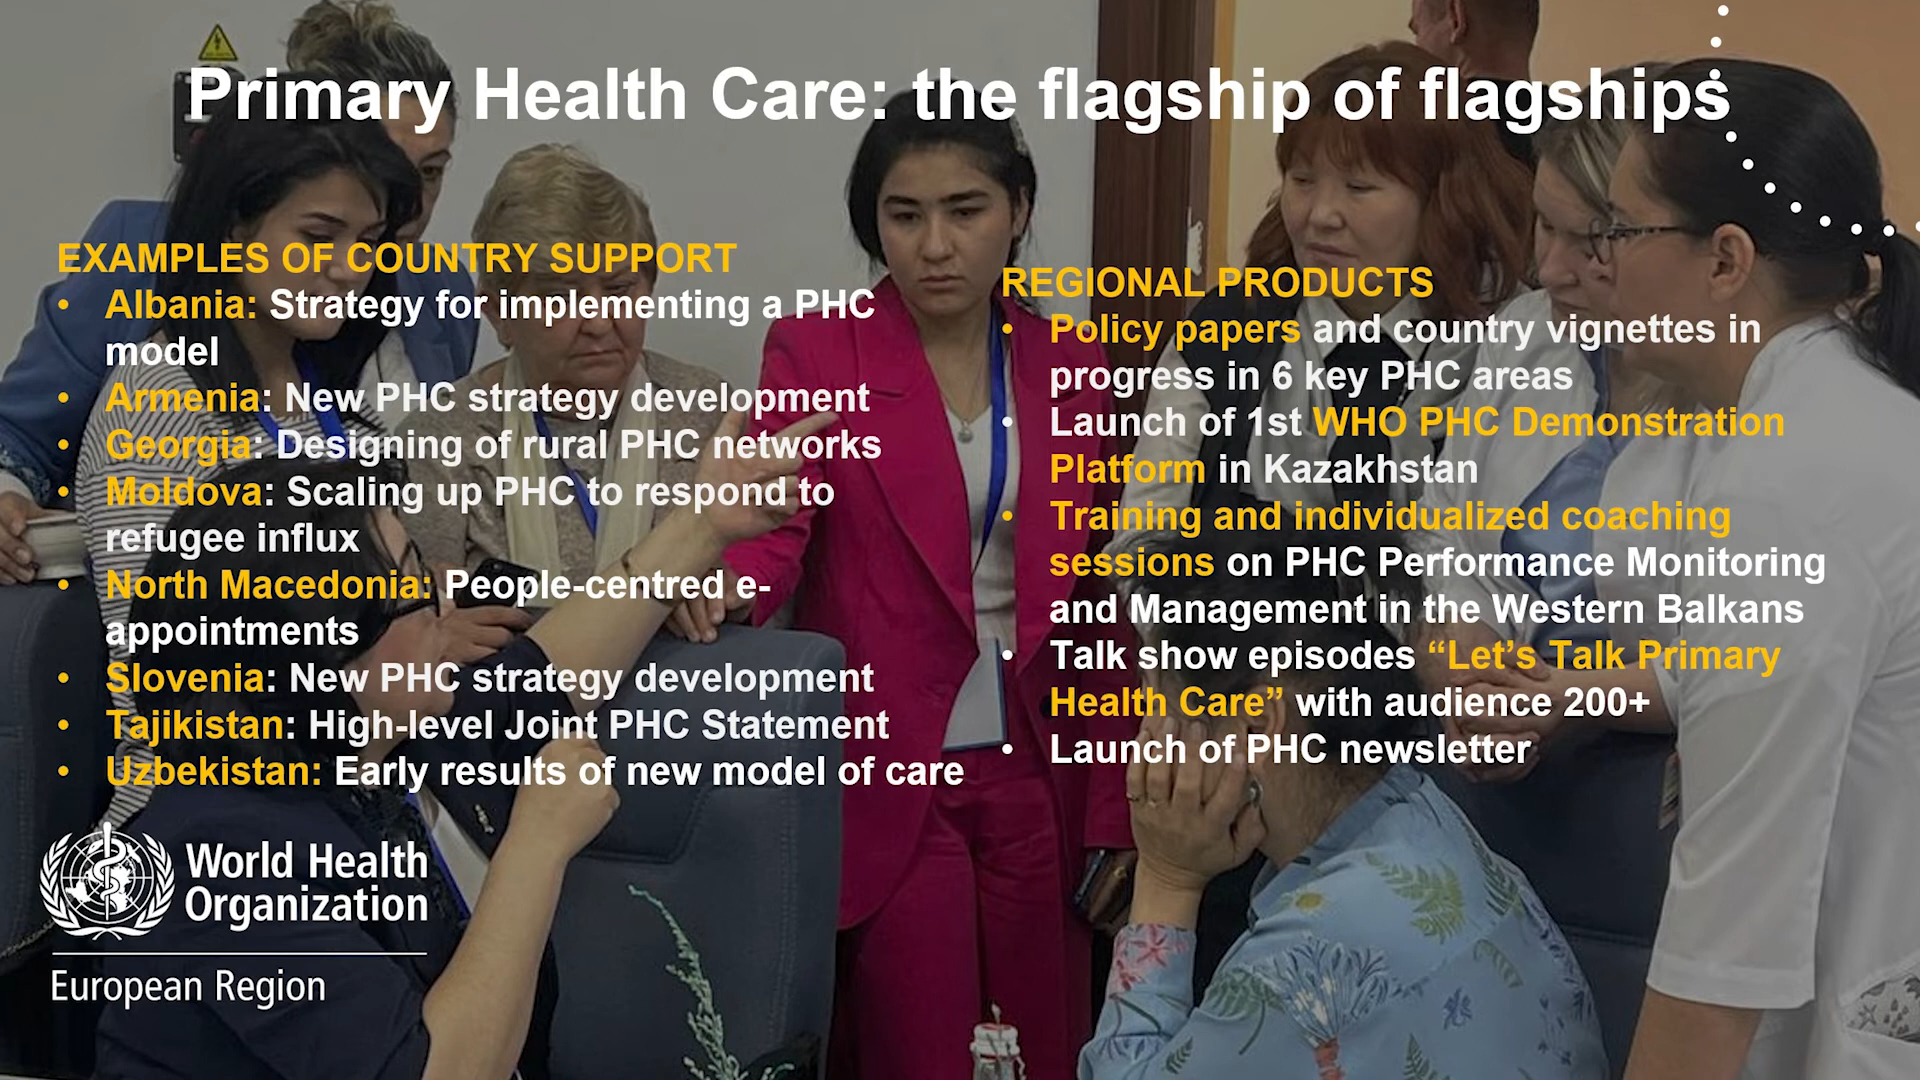 Primary Health Care: the flagship of flagships
EXAMPLES OF COUNTRY SUPPORT
• Albania: Strategy for implementing a PHC
model
• Armenia: New PHC strategy development
• Georgia: Designing of rural PHC networks
• Moldova: Scaling up PHC to respond to
refugee influx
• North Macedonia: People-centred e-
appointments
• Slovenia: New PHC strategy development
• Tajikistan: High-level Joint PHC Statement
• Uzbekistan: Early results of new model of care
REGIONAL PRODUCTS
• Policy papers and country vignettes in
progress in 6 key PHC areas
• Launch of 1st WHO PHC Demonstration
Platform in Kazakhstan
• Training and individualized coaching
sessions on PHC Performance Monitoring
and Management in the Western Balkans
• Talk show episodes “Let’s Talk Primary
Health Care” with audience 200+
• Launch of PHC newsletter
World Health
Organization
European Region